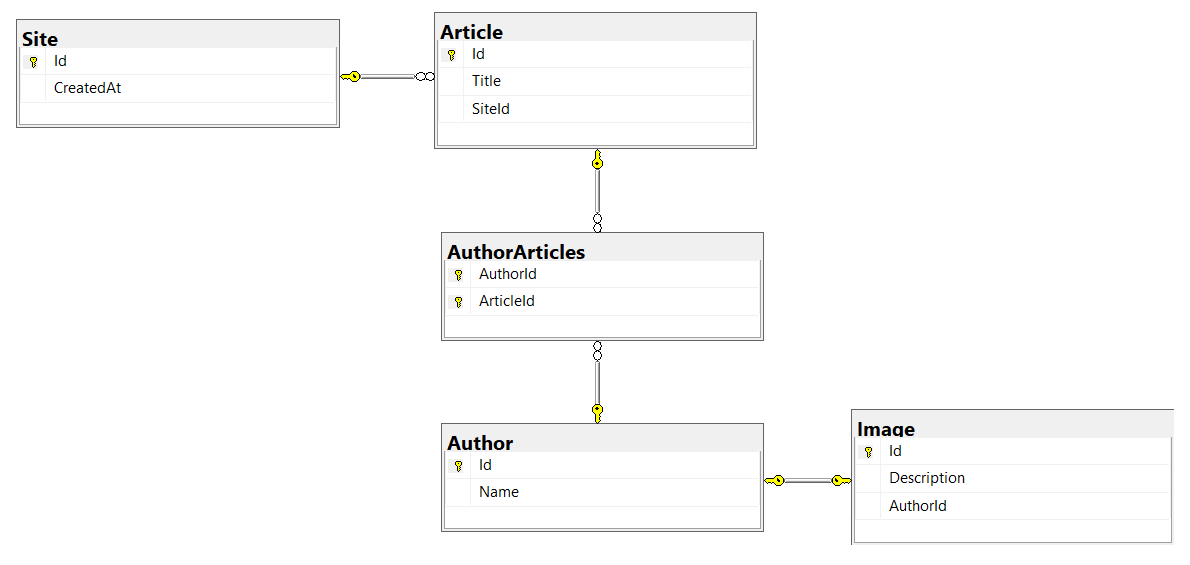 Site
Id
CreatedAt
Article
Id
Title
SiteId
AuthorArticles
AuthorId
ArticleId
Author
Id
Name
Image
Id
Description
AuthorId